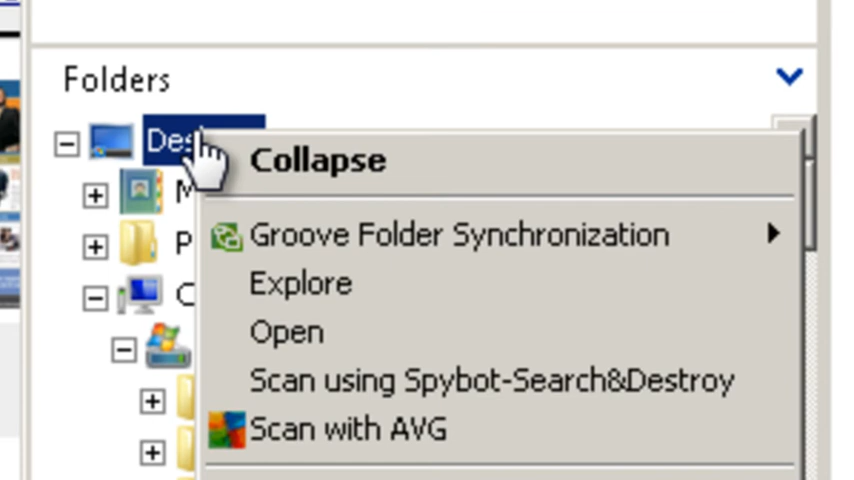 Folders
Collapse
Groove Folder Synchronization
Explore
Open
Scan using Spybot-Search&Destroy
Scan with AVG